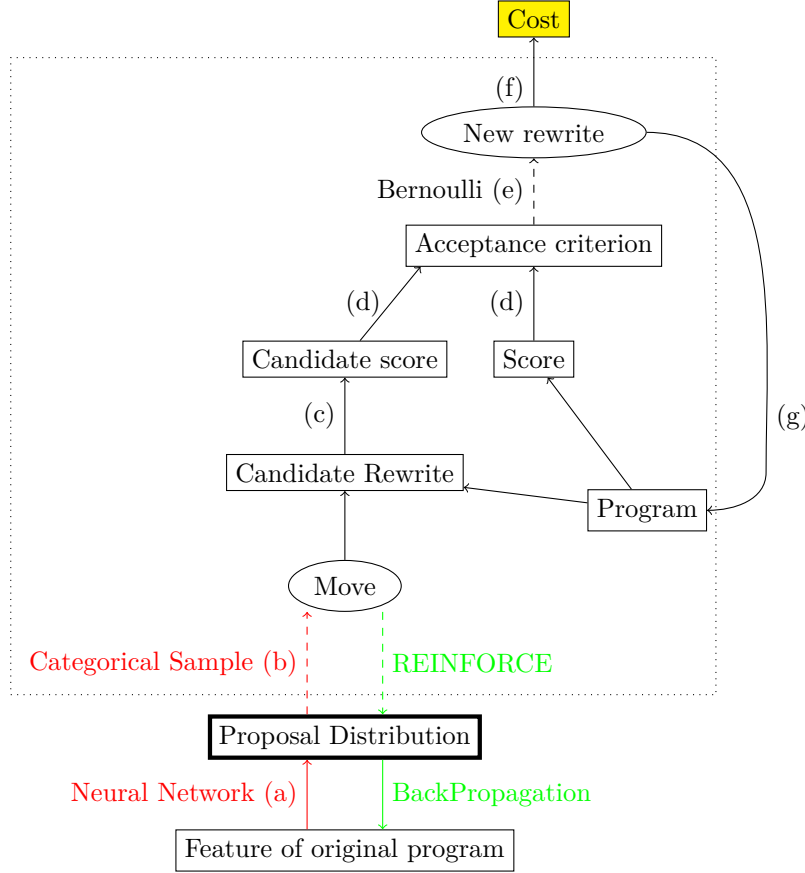 Cost
(f)
New rewrite
Bernoulli (e)
Acceptance criterion
(d)
(d)
Candidate score
Score
(c)
(g)
Candidate Rewrite
Program
Move
Categorical Sample (b)
REINFORCE
Proposal Distribution
Neural Network (a)
BackPropagation
Feature of original program